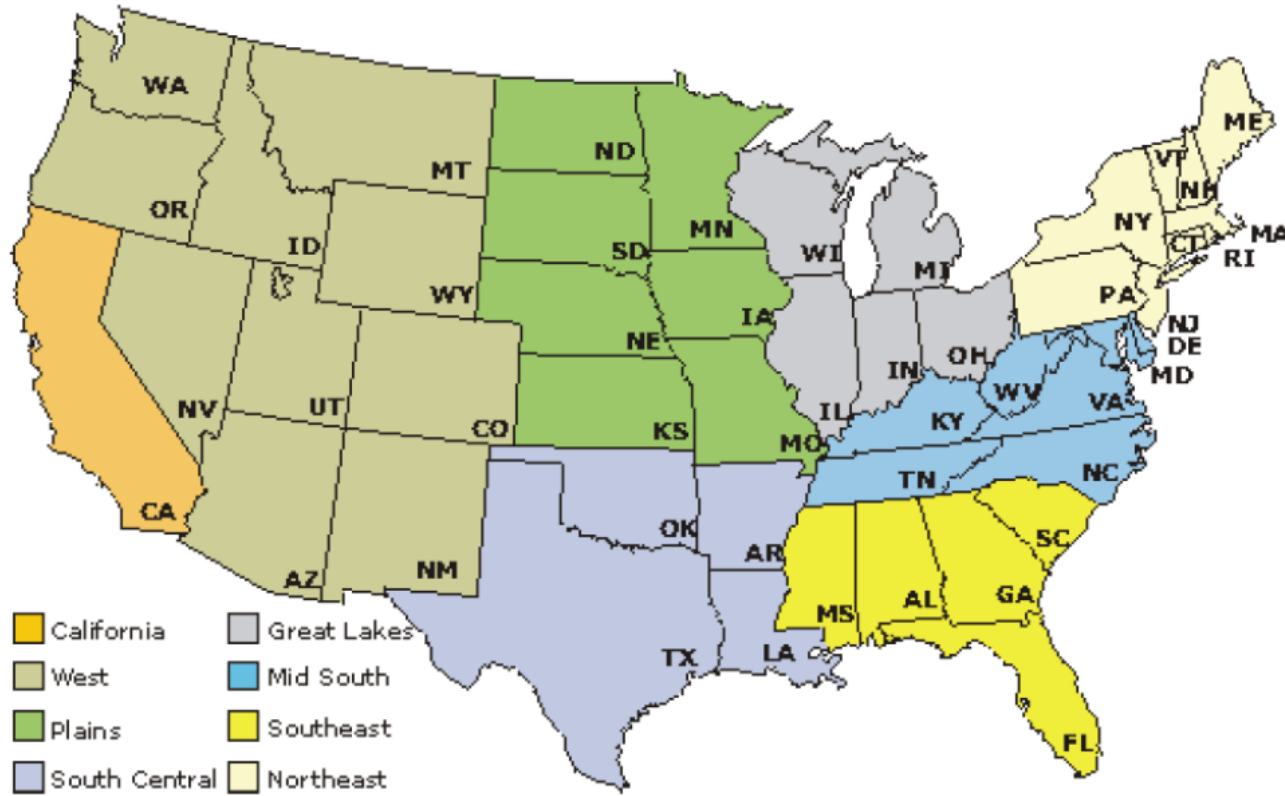 WA
ME
ND
VT
MT
NH
OR
NY
MN
MA
ID
SD
WI
CT
RI
MI
WY
PA
IA
NJ
NE
DE
OH
IN
MD
WV
NV
UT
IL
VA
CO
KS
KY
MO
TN
NC
CA
OK
SC
AR
NM
AZ
GA
AL
MS
California
Great Lakes
TX
LA
West
Mid South
Plains
Southeast
FL
South Central
Northeast